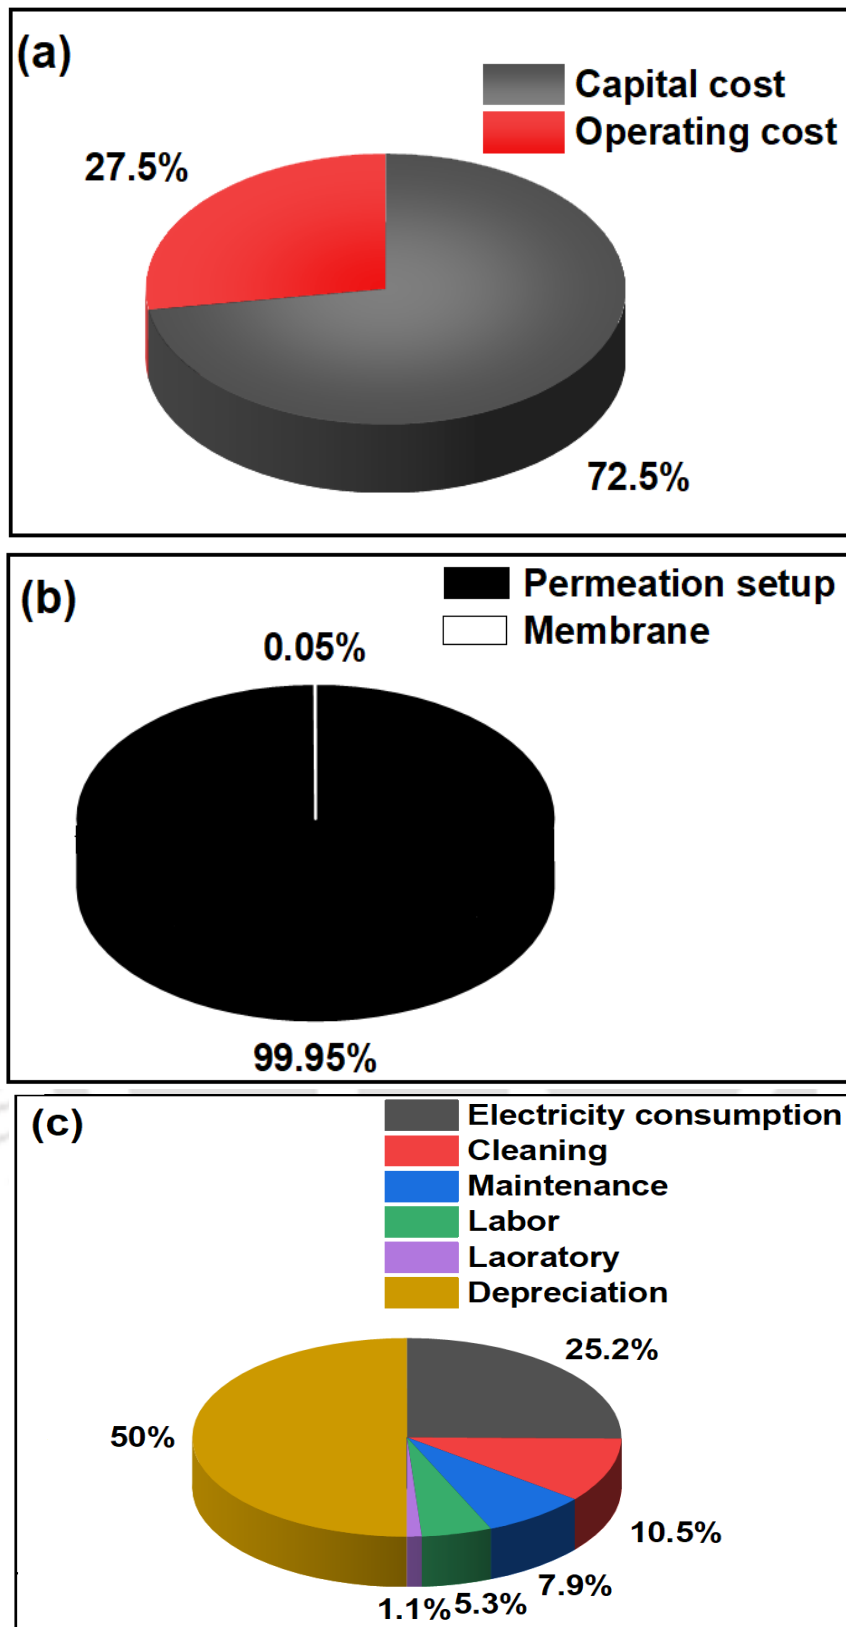 (a)
Capital cost
Operating cost
27.5%
72.5%
(b)
Permeation setup
Membrane
0.05%
99.95%
(c)
Electricity consumption
Cleaning
Maintenance
Labor
Laoratory
Depreciation
25.2%
50%
10.5%
7.9%
5.3%
1.1%